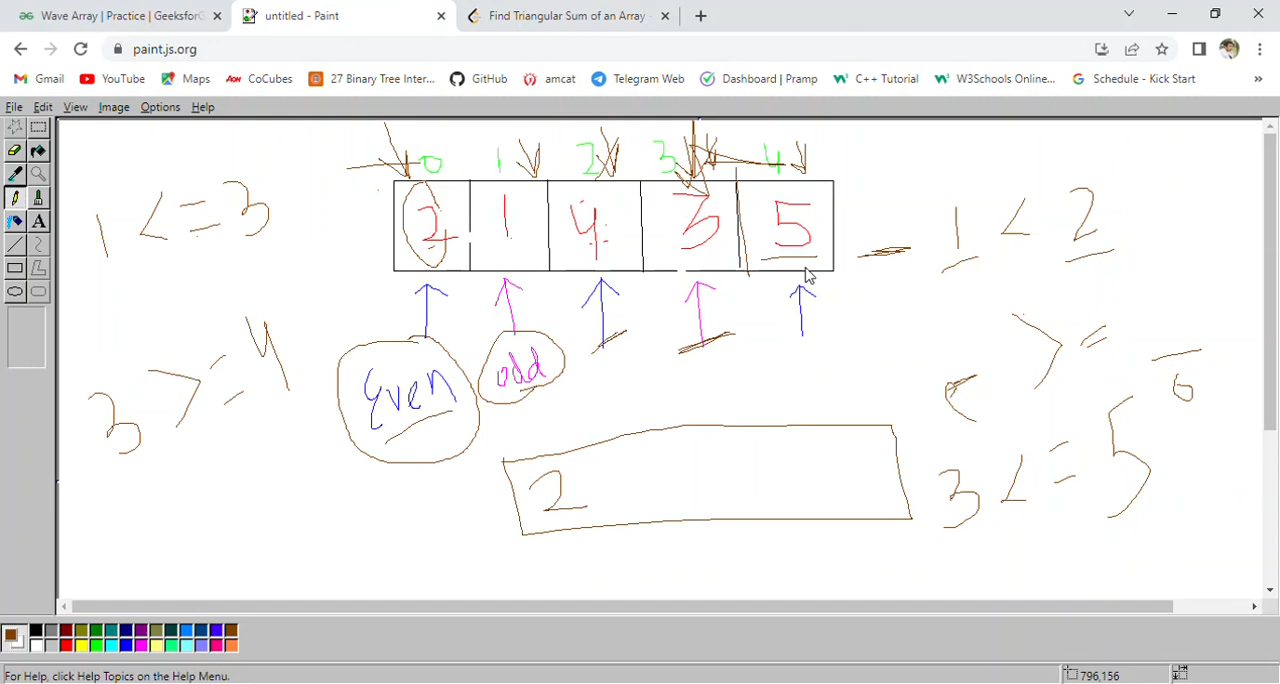 Wave Array | Practice | GeeksforG
untitled - Paint
Find Triangular Sum of an Array
paint.js.org
Gmail
YouTube
Maps
CoCubes
27 Binary Tree Inter...
GitHub
amcat
Telegram Web
Dashboard | Pramp
C++ Tutorial
W3Schools Online...
Schedule - Kick Start
»
File Edit View Image Options Help
0 1 2 3 4
2 1 4 3 5
1 <= 3
1 < 2
3 >= 4
>=
Even
odd
2
3 <= 5
For Help, click Help Topics on the Help Menu.
796,156